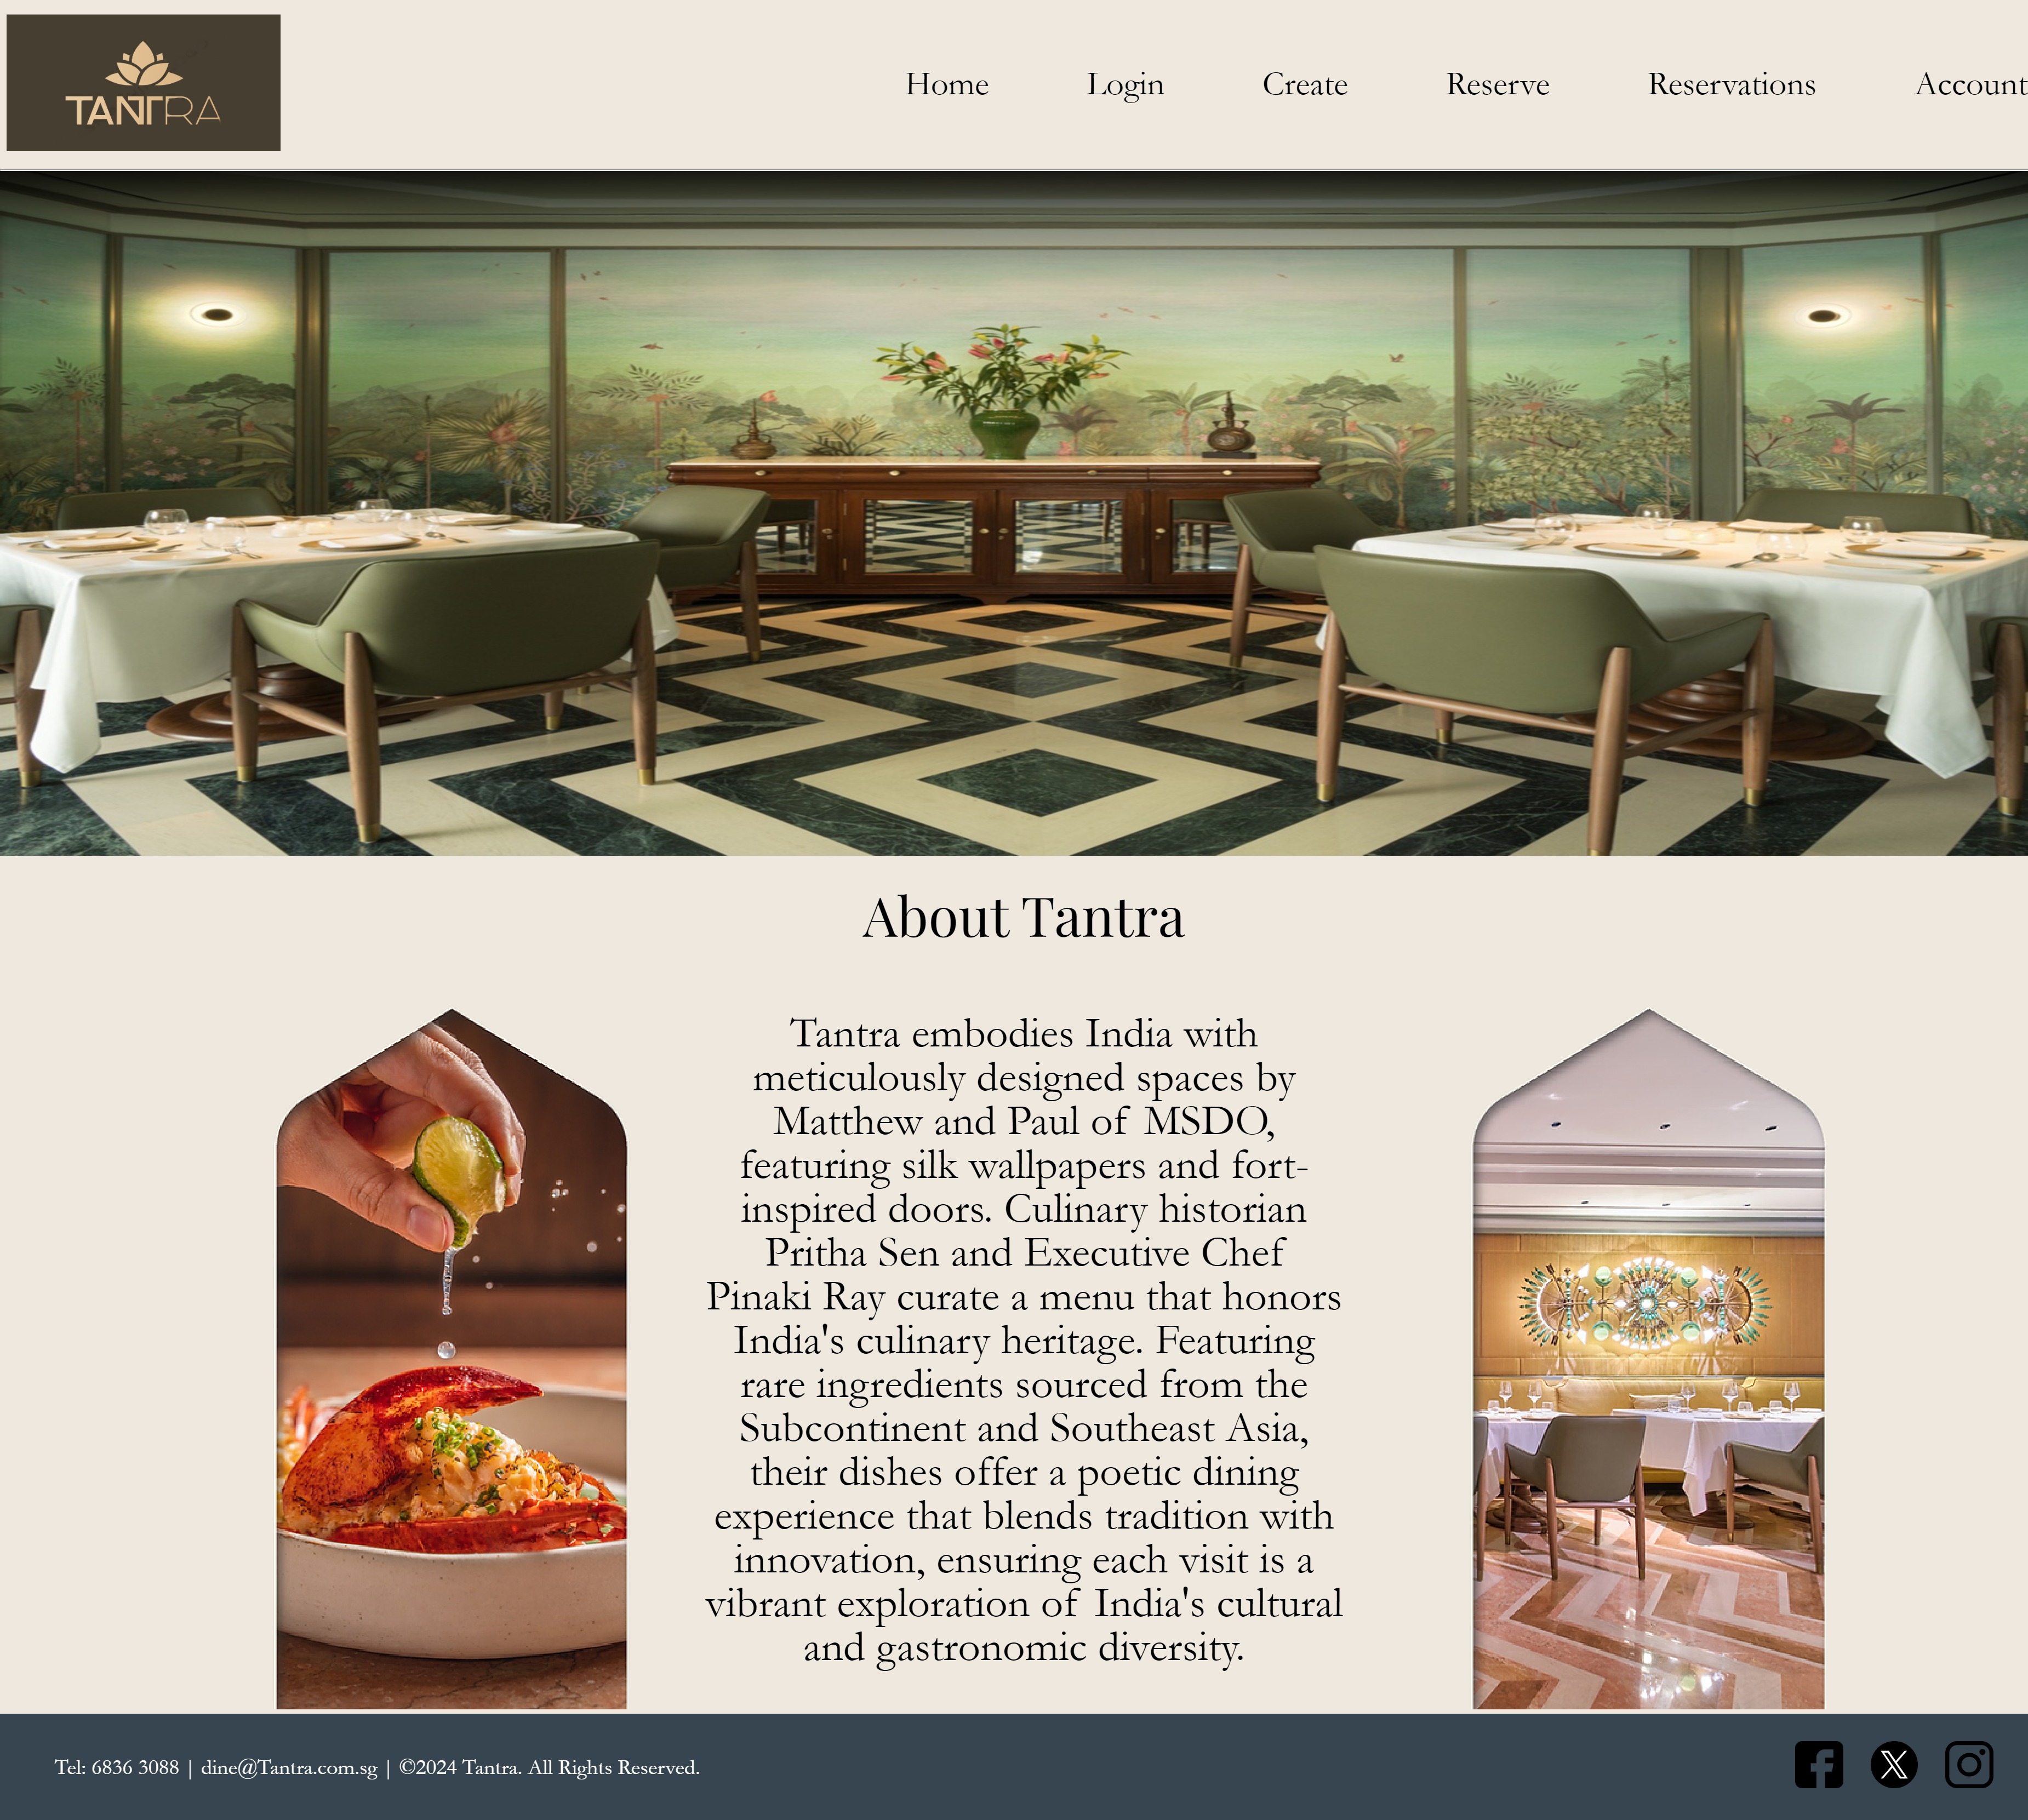 TANTRA
Home Login Create Reserve Reservations Account
About Tantra
Tantra embodies India with
meticulously designed spaces by
Matthew and Paul of MSDO,
featuring silk wallpapers and fort-
inspired doors. Culinary historian
Pritha Sen and Executive Chef
Pinaki Ray curate a menu that honors
India's culinary heritage. Featuring
rare ingredients sourced from the
Subcontinent and Southeast Asia,
their dishes offer a poetic dining
experience that blends tradition with
innovation, ensuring each visit is a
vibrant exploration of India's cultural
and gastronomic diversity.
Tel: 6836 3088 | dine@Tantra.com.sg | ©2024 Tantra. All Rights Reserved.